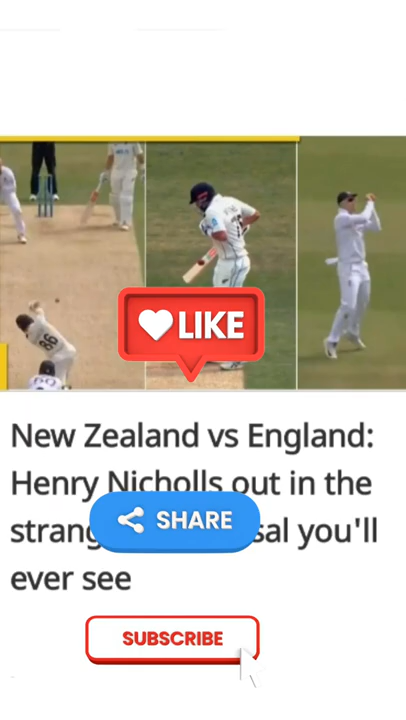 86
LIKE
New Zealand vs England:
Henry Nicholls out in the
SHARE
you'll
ever see
SUBSCRIBE